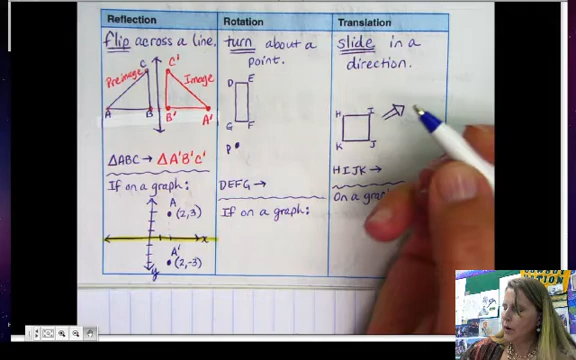 Reflection
flip across a line.
Preimage
C
C'
Image
A
B
B'
A'
ΔABC → ΔA'B'C'
If on a graph:
A
(2,3)
x
A'
(2,-3)
y
Rotation
turn about a
point.
D
E
G
F
P
DEFG →
If on a graph:
Translation
slide in a
direction.
H
I
K
J
HIJK →
On a gra